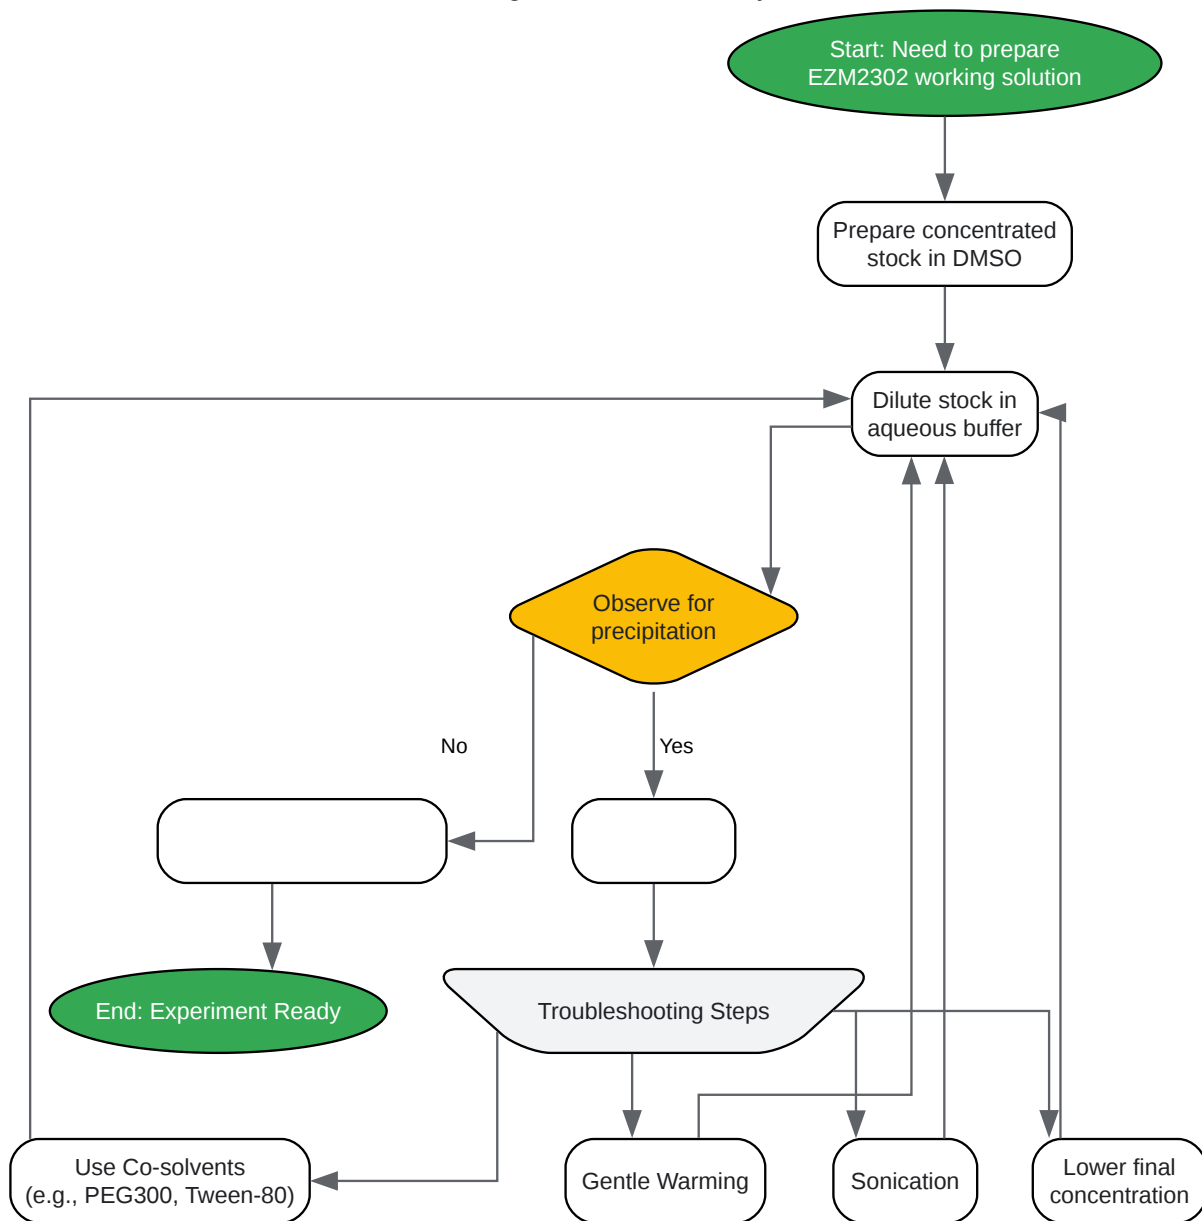 Start: Need to prepare
EZM2302 working solution
Prepare concentrated
stock in DMSO
Dilute stock in
aqueous buffer
Observe for
precipitation
No
Yes
End: Experiment Ready
Troubleshooting Steps
Use Co-solvents
(e.g., PEG300, Tween-80)
Gentle Warming
Sonication
Lower final
concentration